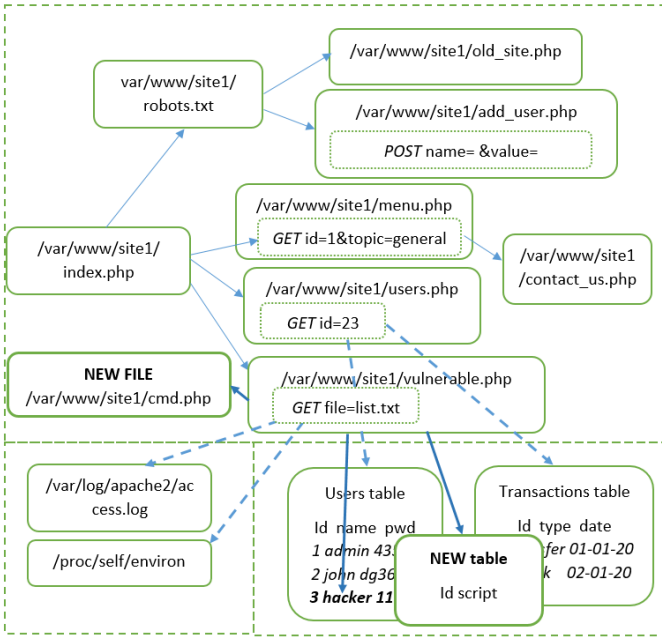 /var/www/site1/old_site.php
var/www/site1/
robots.txt
/var/www/site1/add_user.php
POST name= &value=
/var/www/site1/menu.php
GET id=1&topic=general
/var/www/site1/
index.php
/var/www/site1
/contact_us.php
/var/www/site1/users.php
GET id=23
NEW FILE
/var/www/site1/cmd.php
/var/www/site1/vulnerable.php
GET file=list.txt
/var/log/apache2/ac
cess.log
/proc/self/environ
Users table
Id name pwd
1 admin 435
2 john dg36
3 hacker 11
Transactions table
Id type date
fer 01-01-20
k 02-01-20
NEW table
Id script